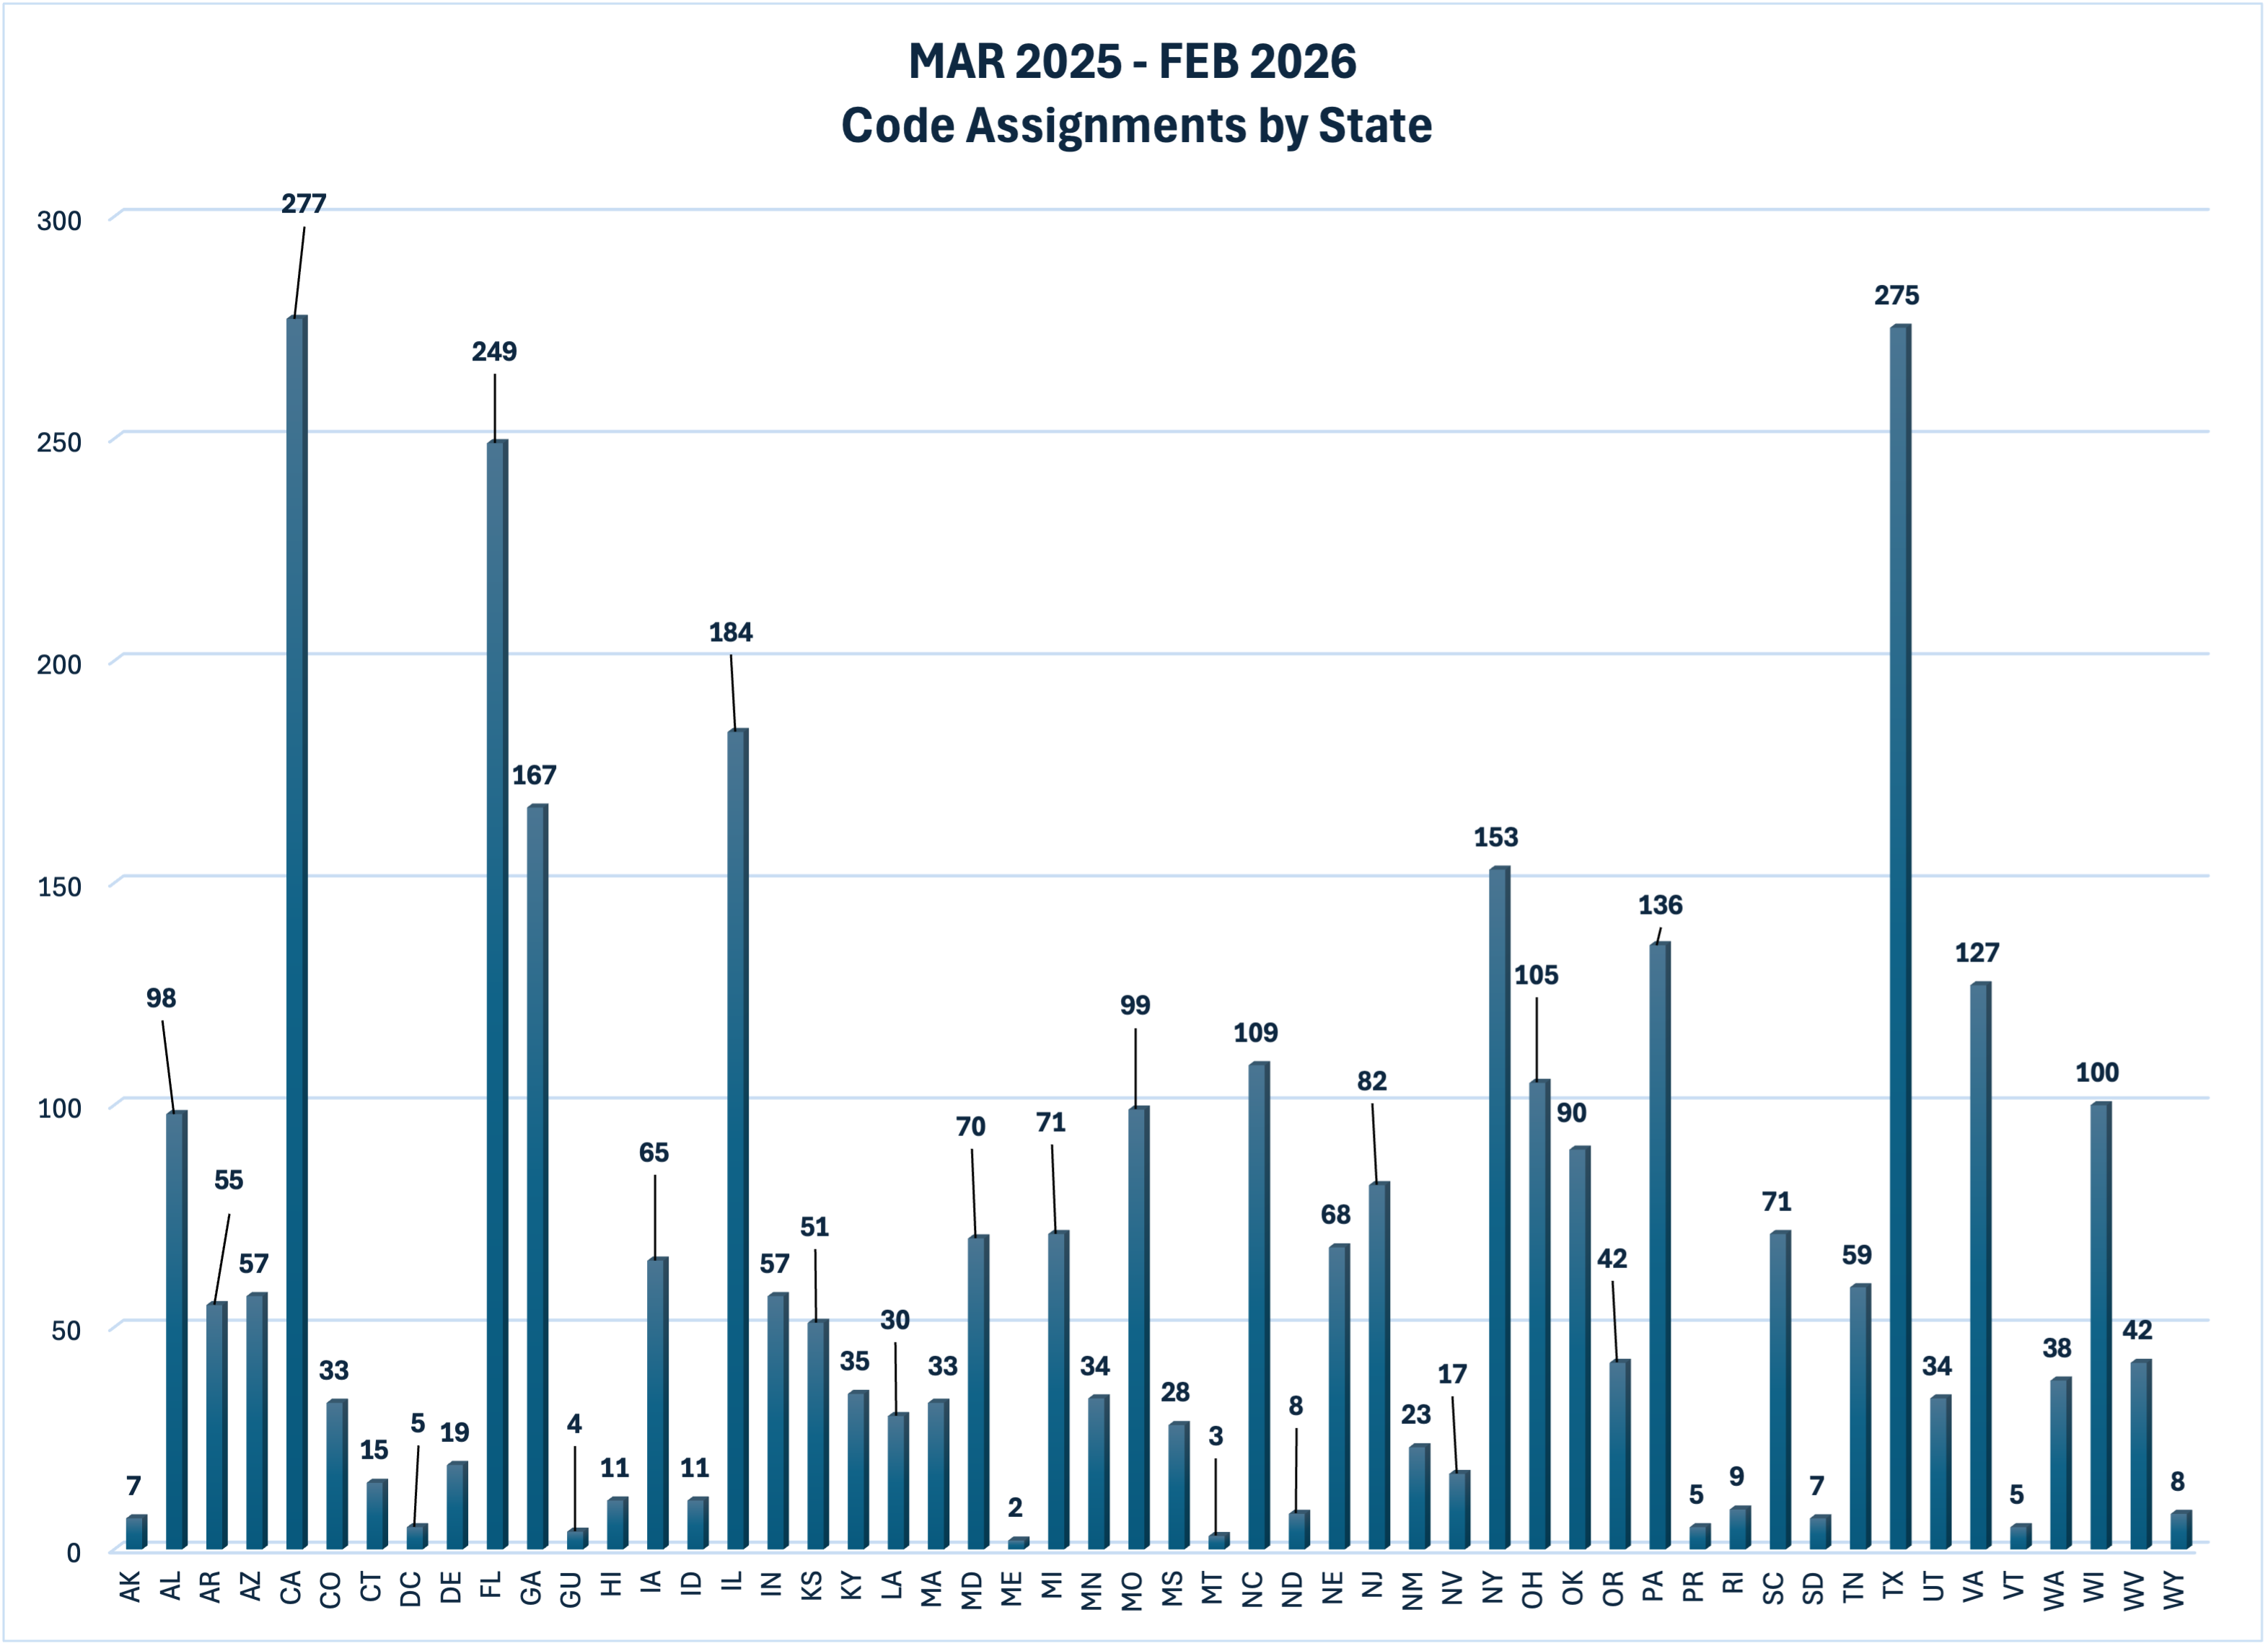 MAR 2025 - FEB 2026
Code Assignments by State
300
250
200
150
100
50
0
7
98
55
57
277
33
15
5
19
249
167
4
11
65
11
184
57
51
35
30
33
70
2
71
34
99
28
3
109
8
68
82
23
17
153
105
90
42
136
5
9
71
7
59
275
34
127
5
38
100
42
8
AK
AL
AR
AZ
CA
CO
CT
DC
DE
FL
GA
GU
HI
IA
ID
IL
IN
KS
KY
LA
MA
MD
ME
MI
MN
MO
MS
MT
NC
ND
NE
NJ
NM
NV
NY
OH
OK
OR
PA
PR
RI
SC
SD
TN
TX
UT
VA
VT
WA
WI
WV
WY